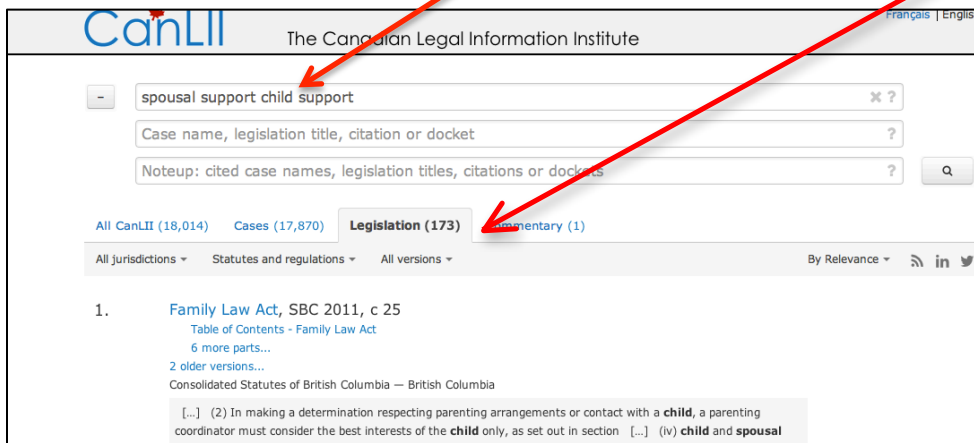 Français | Englis
CanLII The Canadian Legal Information Institute
- spousal support child support ✖ ?
Case name, legislation title, citation or docket ?
Noteup: cited case names, legislation titles, citations or dockets ?
All CanLII (18,014) Cases (17,870) Legislation (173) Commentary (1)
All jurisdictions Statutes and regulations All versions By Relevance in
1. Family Law Act, SBC 2011, c 25
Table of Contents - Family Law Act
6 more parts...
2 older versions...
Consolidated Statutes of British Columbia — British Columbia
[...] (2) In making a determination respecting parenting arrangements or contact with a child, a parenting
coordinator must consider the best interests of the child only, as set out in section [...] (iv) child and spousal